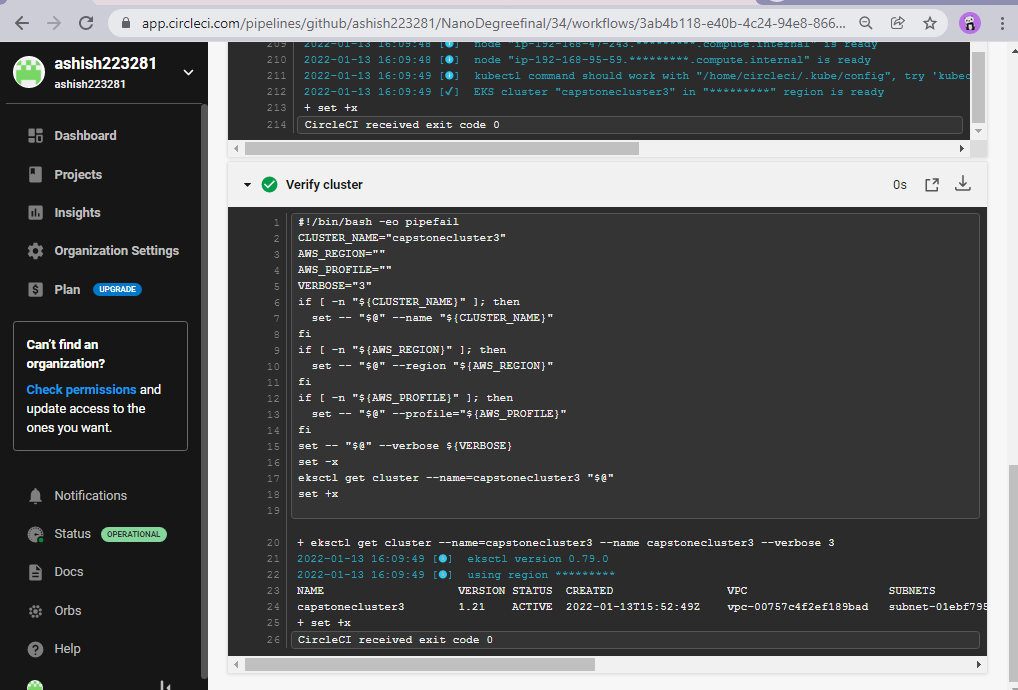 app.circleci.com/pipelines/github/ashish223281/NanoDegreefinal/34/workflows/3ab4b118-e40b-4c24-94e8-866...
ashish223281
ashish223281
Dashboard
Projects
Insights
Organization Settings
Plan UPGRADE
Can't find an
organization?
Check permissions and
update access to the
ones you want.
Notifications
Status OPERATIONAL
Docs
Orbs
Help
209 2022-01-13 16:09:48 [ℹ] node "ip-192-168-47-243.*********.compute.internal" is ready
210 2022-01-13 16:09:48 [ℹ] node "ip-192-168-95-59.*********.compute.internal" is ready
211 2022-01-13 16:09:49 [ℹ] kubectl command should work with "/home/circleci/.kube/config", try 'kubec
212 2022-01-13 16:09:49 [✓] EKS cluster "capstonecluster3" in "*********" region is ready
213 + set +x
214 CircleCI received exit code 0
Verify cluster 0s
1 #!/bin/bash -eo pipefail
2 CLUSTER_NAME="capstonecluster3"
3 AWS_REGION=""
4 AWS_PROFILE=""
5 VERBOSE="3"
6 if [ -n "${CLUSTER_NAME}" ]; then
7 set -- "$@" --name "${CLUSTER_NAME}"
8 fi
9 if [ -n "${AWS_REGION}" ]; then
10 set -- "$@" --region "${AWS_REGION}"
11 fi
12 if [ -n "${AWS_PROFILE}" ]; then
13 set -- "$@" --profile="${AWS_PROFILE}"
14 fi
15 set -- "$@" --verbose ${VERBOSE}
16 set -x
17 eksctl get cluster --name=capstonecluster3 "$@"
18 set +x
19
20 + eksctl get cluster --name=capstonecluster3 --name capstonecluster3 --verbose 3
21 2022-01-13 16:09:49 [ℹ] eksctl version 0.79.0
22 2022-01-13 16:09:49 [ℹ] using region *********
23 NAME VERSION STATUS CREATED VPC SUBNETS
24 capstonecluster3 1.21 ACTIVE 2022-01-13T15:52:49Z vpc-00757c4f2ef189bad subnet-01ebf795
25 + set +x
26 CircleCI received exit code 0